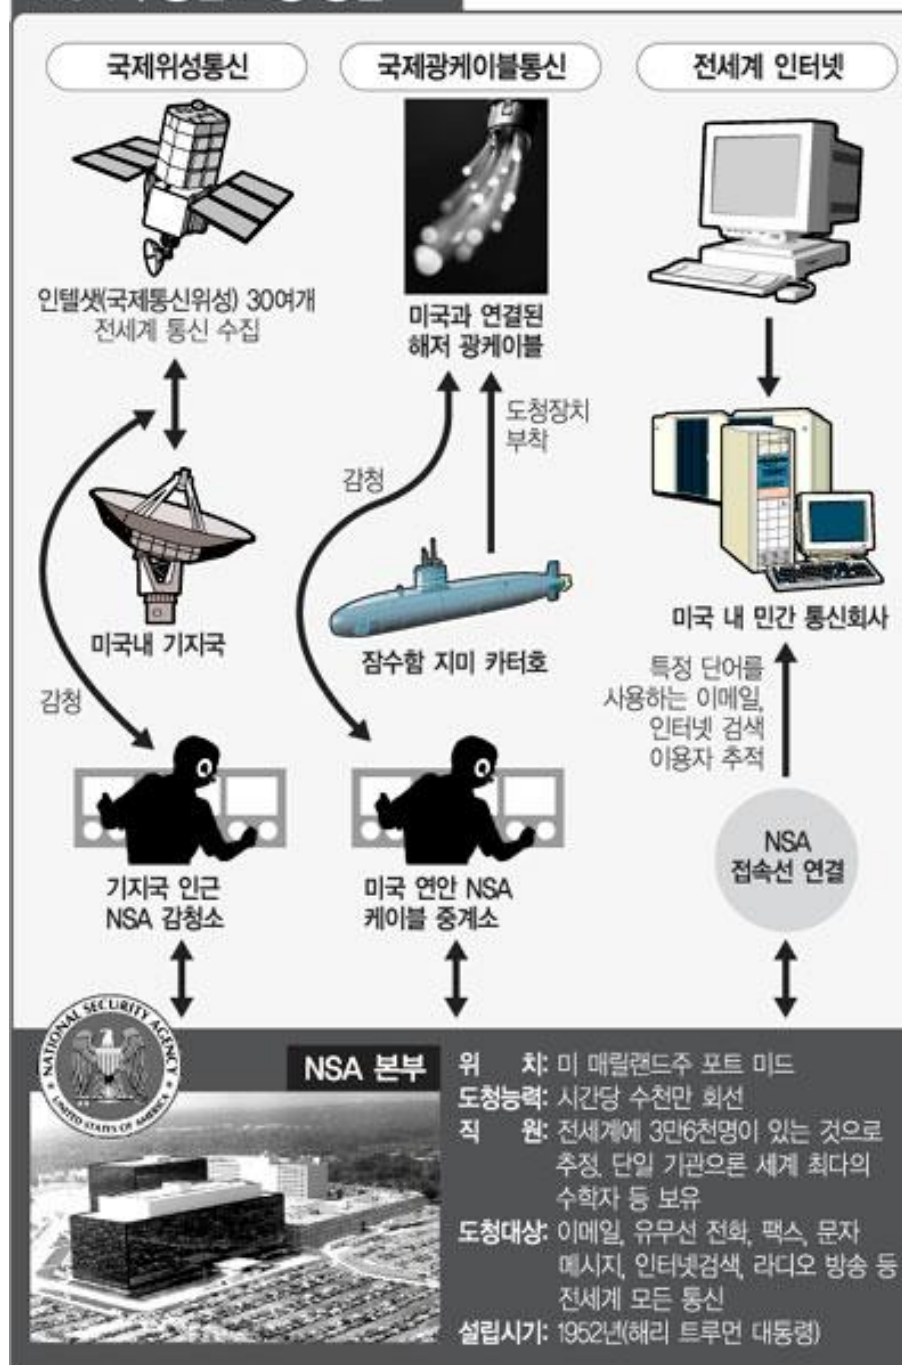 국제위성통신
인텔샛(국제통신위성) 30여개
전세계 통신 수집
미국내 기지국
감청
기지국 인근
NSA 감청소
국제광케이블통신
미국과 연결된
해저 광케이블
도청장치
부착
감청
잠수함 지미 카터호
미국 연안 NSA
케이블 중계소
전세계 인터넷
미국 내 민간 통신회사
특정 단어를
사용하는 이메일,
인터넷 검색
이용자 추적
NSA
접속선 연결
NATIONAL SECURITY AGENCY
UNITED STATES OF AMERICA
NSA 본부
위 치: 미 매릴랜드주 포트 미드
도청능력: 시간당 수천만 회선
직 원: 전세계에 3만6천명이 있는 것으로
추정, 단일 기관으론 세계 최다의
수학자 등 보유
도청대상: 이메일, 유무선 전화, 팩스, 문자
메시지, 인터넷검색, 라디오 방송 등
전세계 모든 통신
설립시기: 1952년(해리 트루먼 대통령)